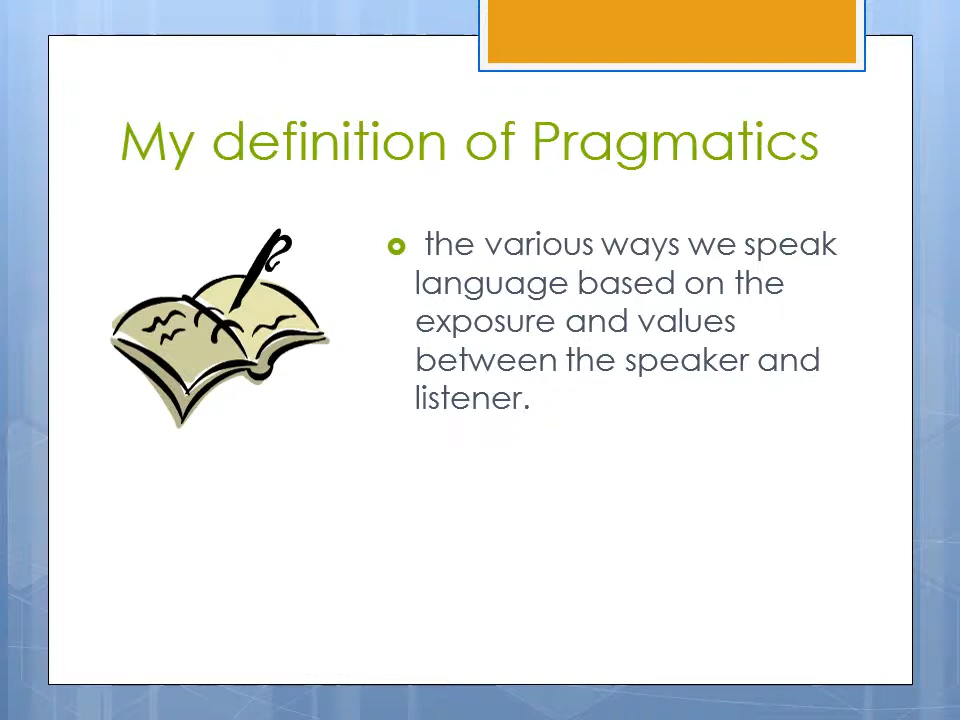 My definition of Pragmatics
the various ways we speak
language based on the
exposure and values
between the speaker and
listener.